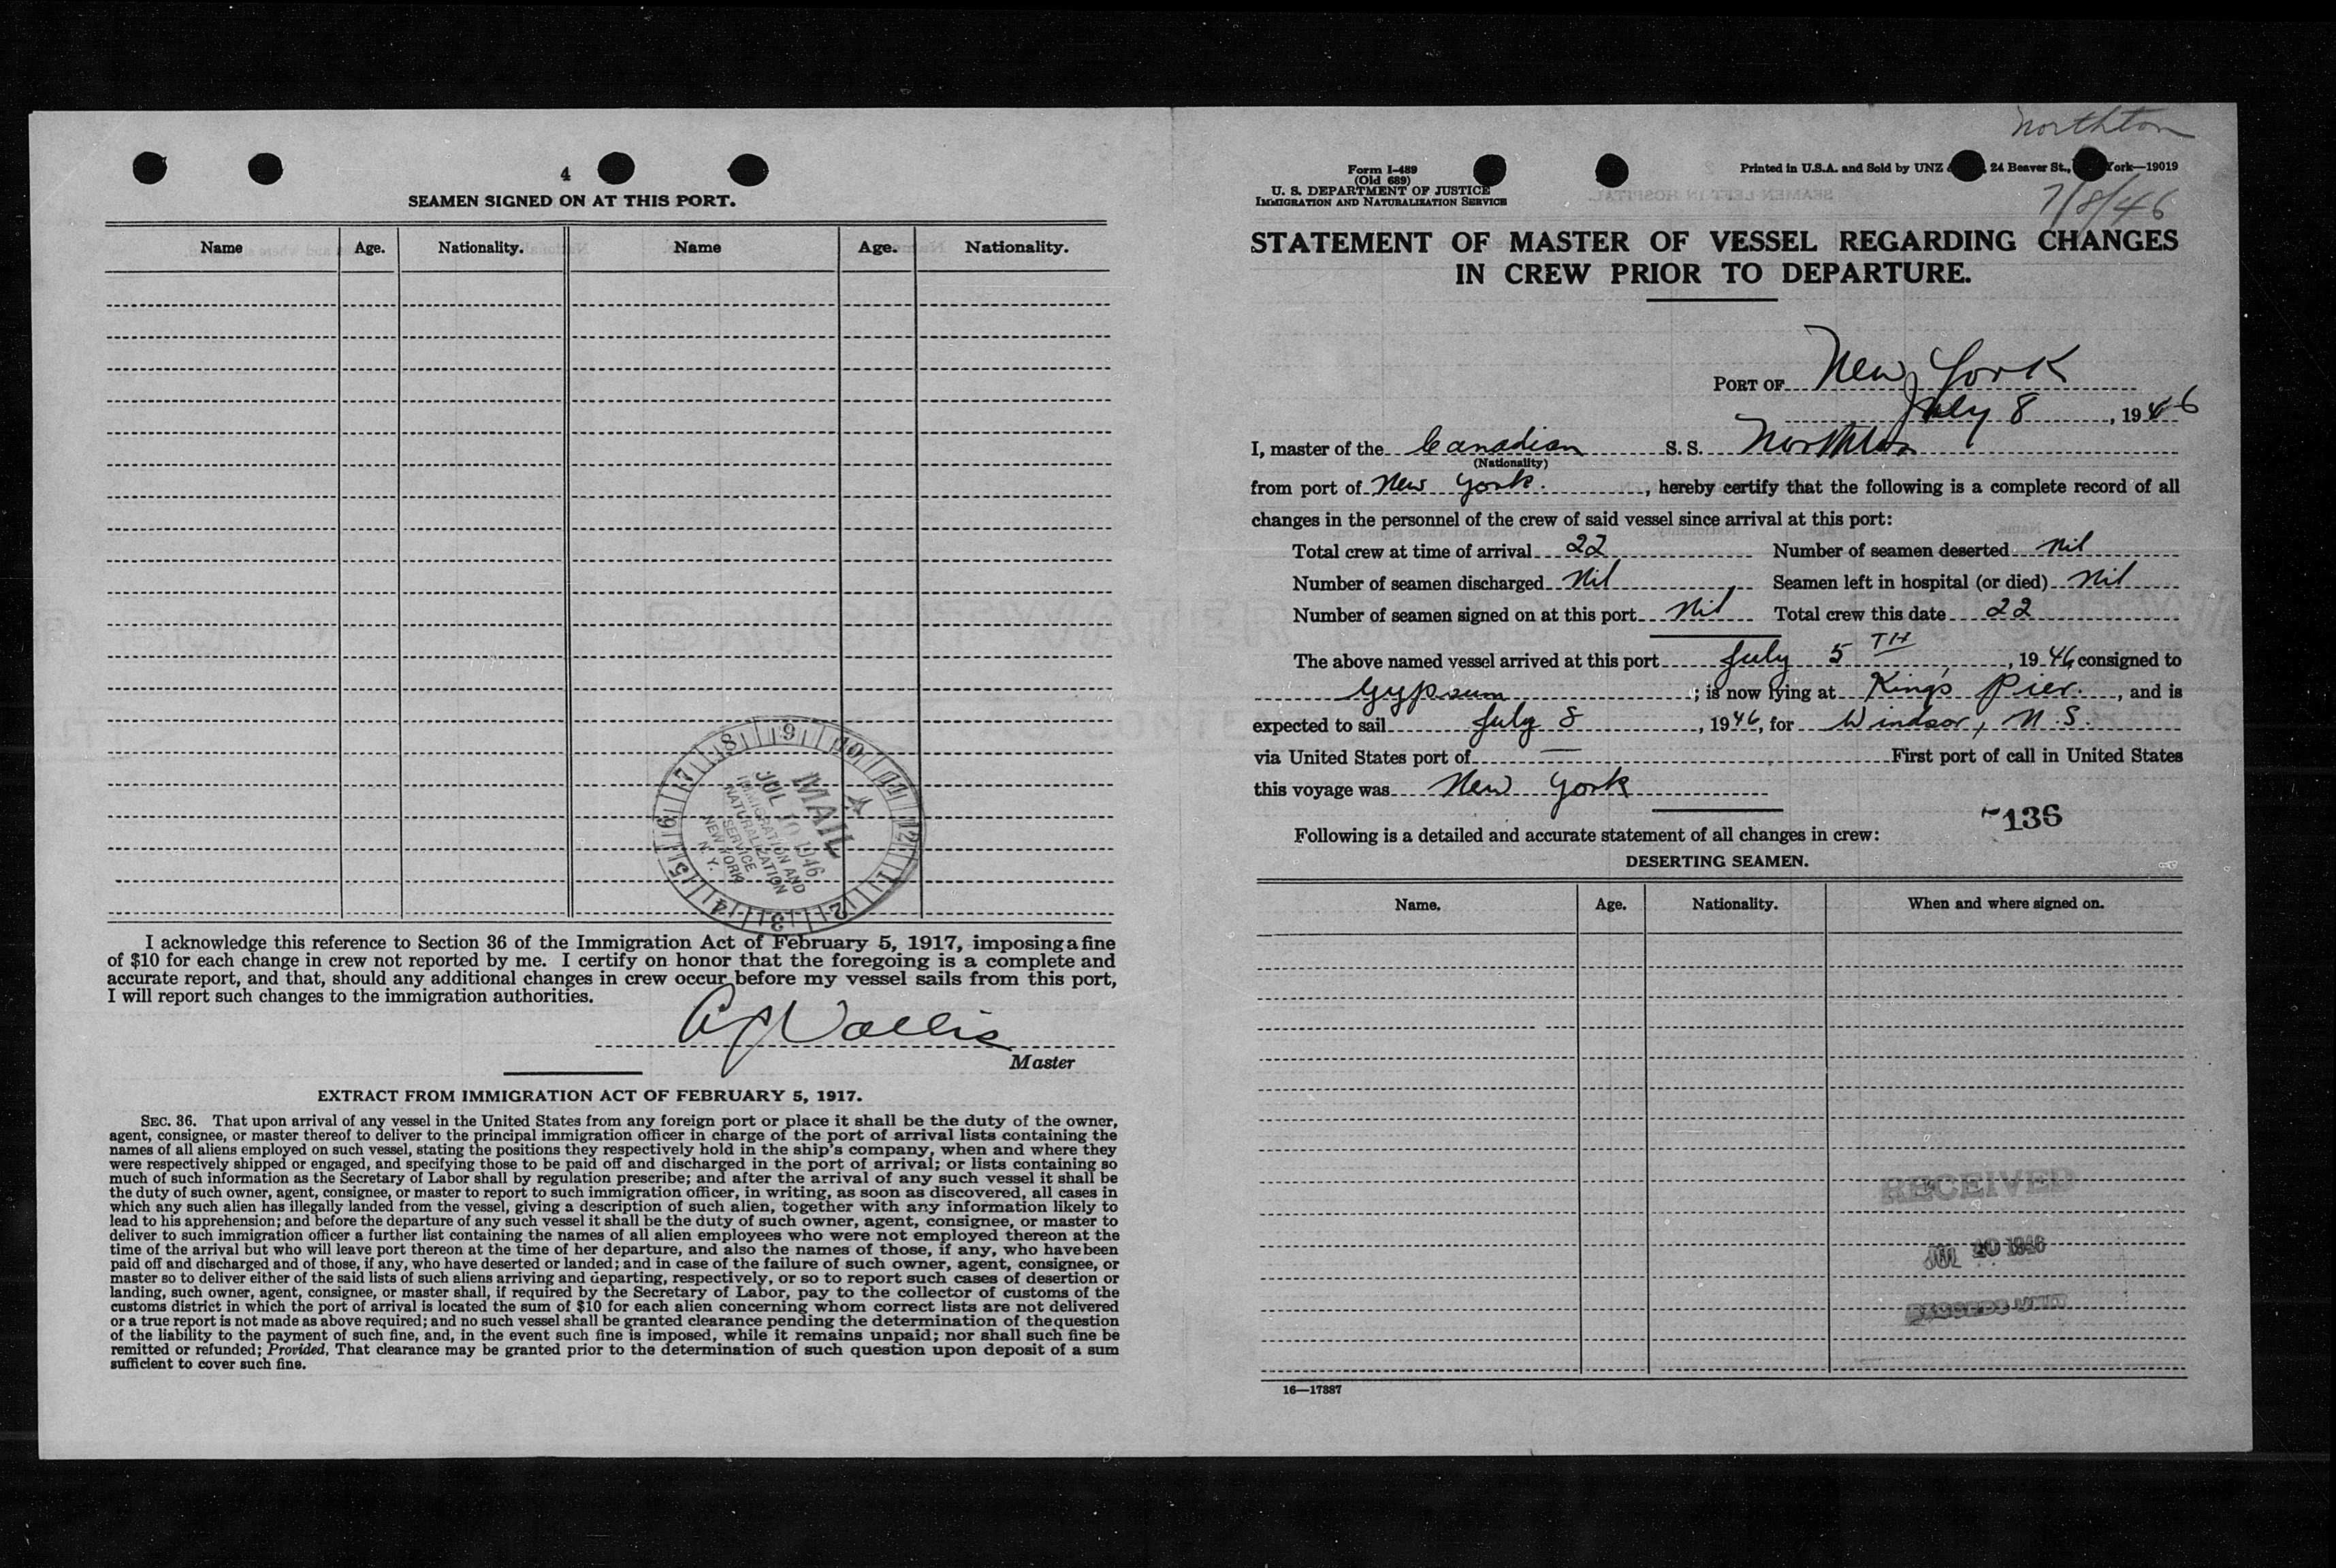 4
SEAMEN SIGNED ON AT THIS PORT.
Name Age. Nationality. Name Age. Nationality.
9 10 11 12 1 2 3 4 5 6 7 8
MAIL
JUL 10 1946
IMMIGRATION AND
NATURALIZATION
SERVICE
NEW YORK
N. Y.
I acknowledge this reference to Section 36 of the Immigration Act of February 5, 1917, imposing a fine
of $10 for each change in crew not reported by me. I certify on honor that the foregoing is a complete and
accurate report, and that, should any additional changes in crew occur before my vessel sails from this port,
I will report such changes to the immigration authorities.
Vallis
Master
EXTRACT FROM IMMIGRATION ACT OF FEBRUARY 5, 1917.
SEC. 36. That upon arrival of any vessel in the United States from any foreign port or place it shall be the duty of the owner,
agent, consignee, or master thereof to deliver to the principal immigration officer in charge of the port of arrival lists containing the
names of all aliens employed on such vessel, stating the positions they respectively hold in the ship's company, when and where they
were respectively shipped or engaged, and specifying those to be paid off and discharged in the port of arrival; or lists containing so
much of such information as the Secretary of Labor shall by regulation prescribe; and after the arrival of any such vessel it shall be
the duty of such owner, agent, consignee, or master to report to such immigration officer, in writing, as soon as discovered, all cases in
which any such alien has illegally landed from the vessel, giving a description of such alien, together with any information likely to
lead to his apprehension; and before the departure of any such vessel it shall be the duty of such owner, agent, consignee, or master to
deliver to such immigration officer a further list containing the names of all alien employees who were not employed thereon at the
time of the arrival but who will leave port thereon at the time of her departure, and also the names of those, if any, who have been
paid off and discharged and of those, if any, who have deserted or landed; and in case of the failure of such owner, agent, consignee, or
master so to deliver either of the said lists of such aliens arriving and departing, respectively, or so to report such cases of desertion or
landing, such owner, agent, consignee, or master shall, if required by the Secretary of Labor, pay to the collector of customs of the
customs district in which the port of arrival is located the sum of $10 for each alien concerning whom correct lists are not delivered
or a true report is not made as above required; and no such vessel shall be granted clearance pending the determination of the question
of the liability to the payment of such fine, and, in the event such fine is imposed, while it remains unpaid; nor shall such fine be
remitted or refunded; Provided, That clearance may be granted prior to the determination of such question upon deposit of a sum
sufficient to cover such fine.
Northton
Form I-489
(Old 689)
U. S. DEPARTMENT OF JUSTICE
IMMIGRATION AND NATURALIZATION SERVICE
Printed in U.S.A. and Sold by UNZ 24 Beaver St., York—19019
7/8/46
STATEMENT OF MASTER OF VESSEL REGARDING CHANGES
IN CREW PRIOR TO DEPARTURE.
PORT OF New York
July 8, 1946
I, master of the Canadian S. S. Northton
(Nationality)
from port of New York., hereby certify that the following is a complete record of all
changes in the personnel of the crew of said vessel since arrival at this port:
Total crew at time of arrival 22 Number of seamen deserted Nil
Number of seamen discharged Nil Seamen left in hospital (or died) Nil
Number of seamen signed on at this port Nil Total crew this date 22
The above named vessel arrived at this port July 5TH, 1946 consigned to
Gypsum; is now lying at King's Pier., and is
expected to sail July 8, 1946, for Windsor, N.S.
via United States port of — First port of call in United States
this voyage was New York
136
Following is a detailed and accurate statement of all changes in crew:
DESERTING SEAMEN.
Name. Age. Nationality. When and where signed on.
RECEIVED
JUL 10 1946
RECORDS UNIT
16—17887